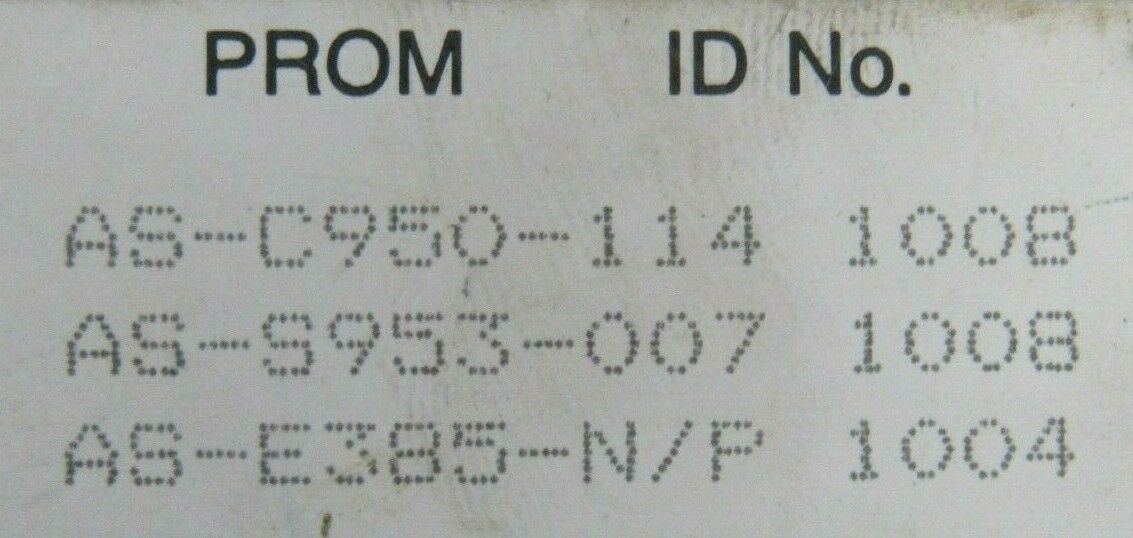 PROM ID No.
AS-C950-114 1008
AS-S953-007 1008
AS-E385-N/P 1004